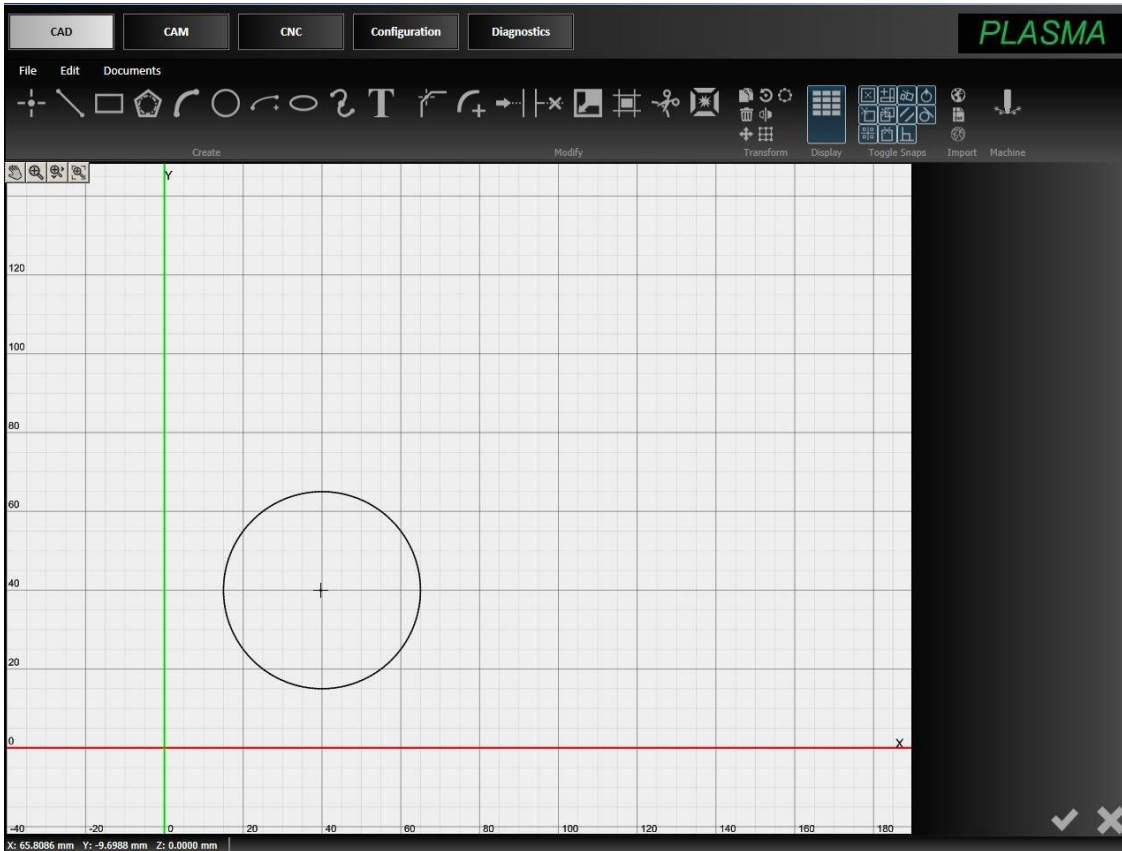 CAD CAM CNC Configuration Diagnostics PLASMA
File Edit Documents
T
Create Modify Transform Display Toggle Snaps Import Machine
Y
120
100
80
60
40
20
0 X
-40 -20 0 20 40 60 80 100 120 140 160 180
X: 65.8086 mm Y: -9.6988 mm Z: 0.0000 mm